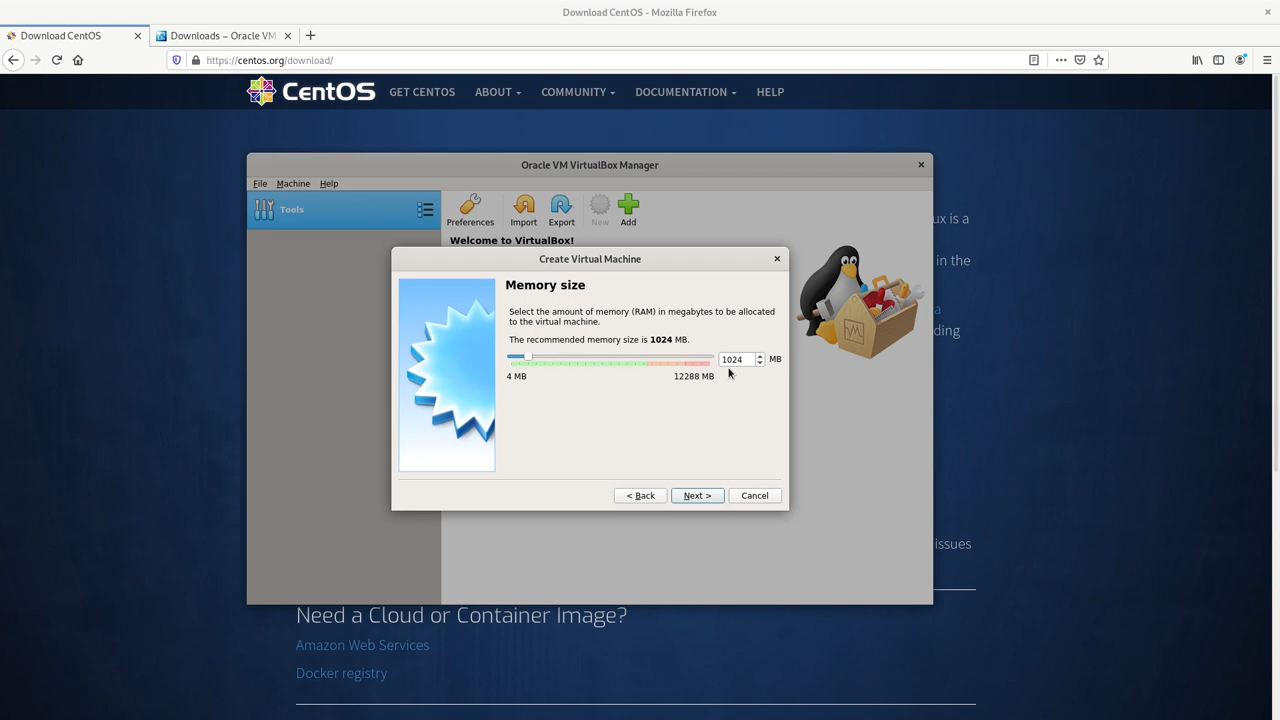 Download CentOS - Mozilla Firefox
Download CentOS
Downloads – Oracle VM
https://centos.org/download/
CentOS
GET CENTOS
ABOUT
COMMUNITY
DOCUMENTATION
HELP
Oracle VM VirtualBox Manager
File
Machine
Help
Tools
Preferences
Import
Export
New
Add
Welcome to VirtualBox!
Create Virtual Machine
Memory size
Select the amount of memory (RAM) in megabytes to be allocated
to the virtual machine.
The recommended memory size is 1024 MB.
1024 MB
4 MB
12288 MB
< Back
Next >
Cancel
ux is a
in the
a
ding
issues
Need a Cloud or Container Image?
Amazon Web Services
Docker registry